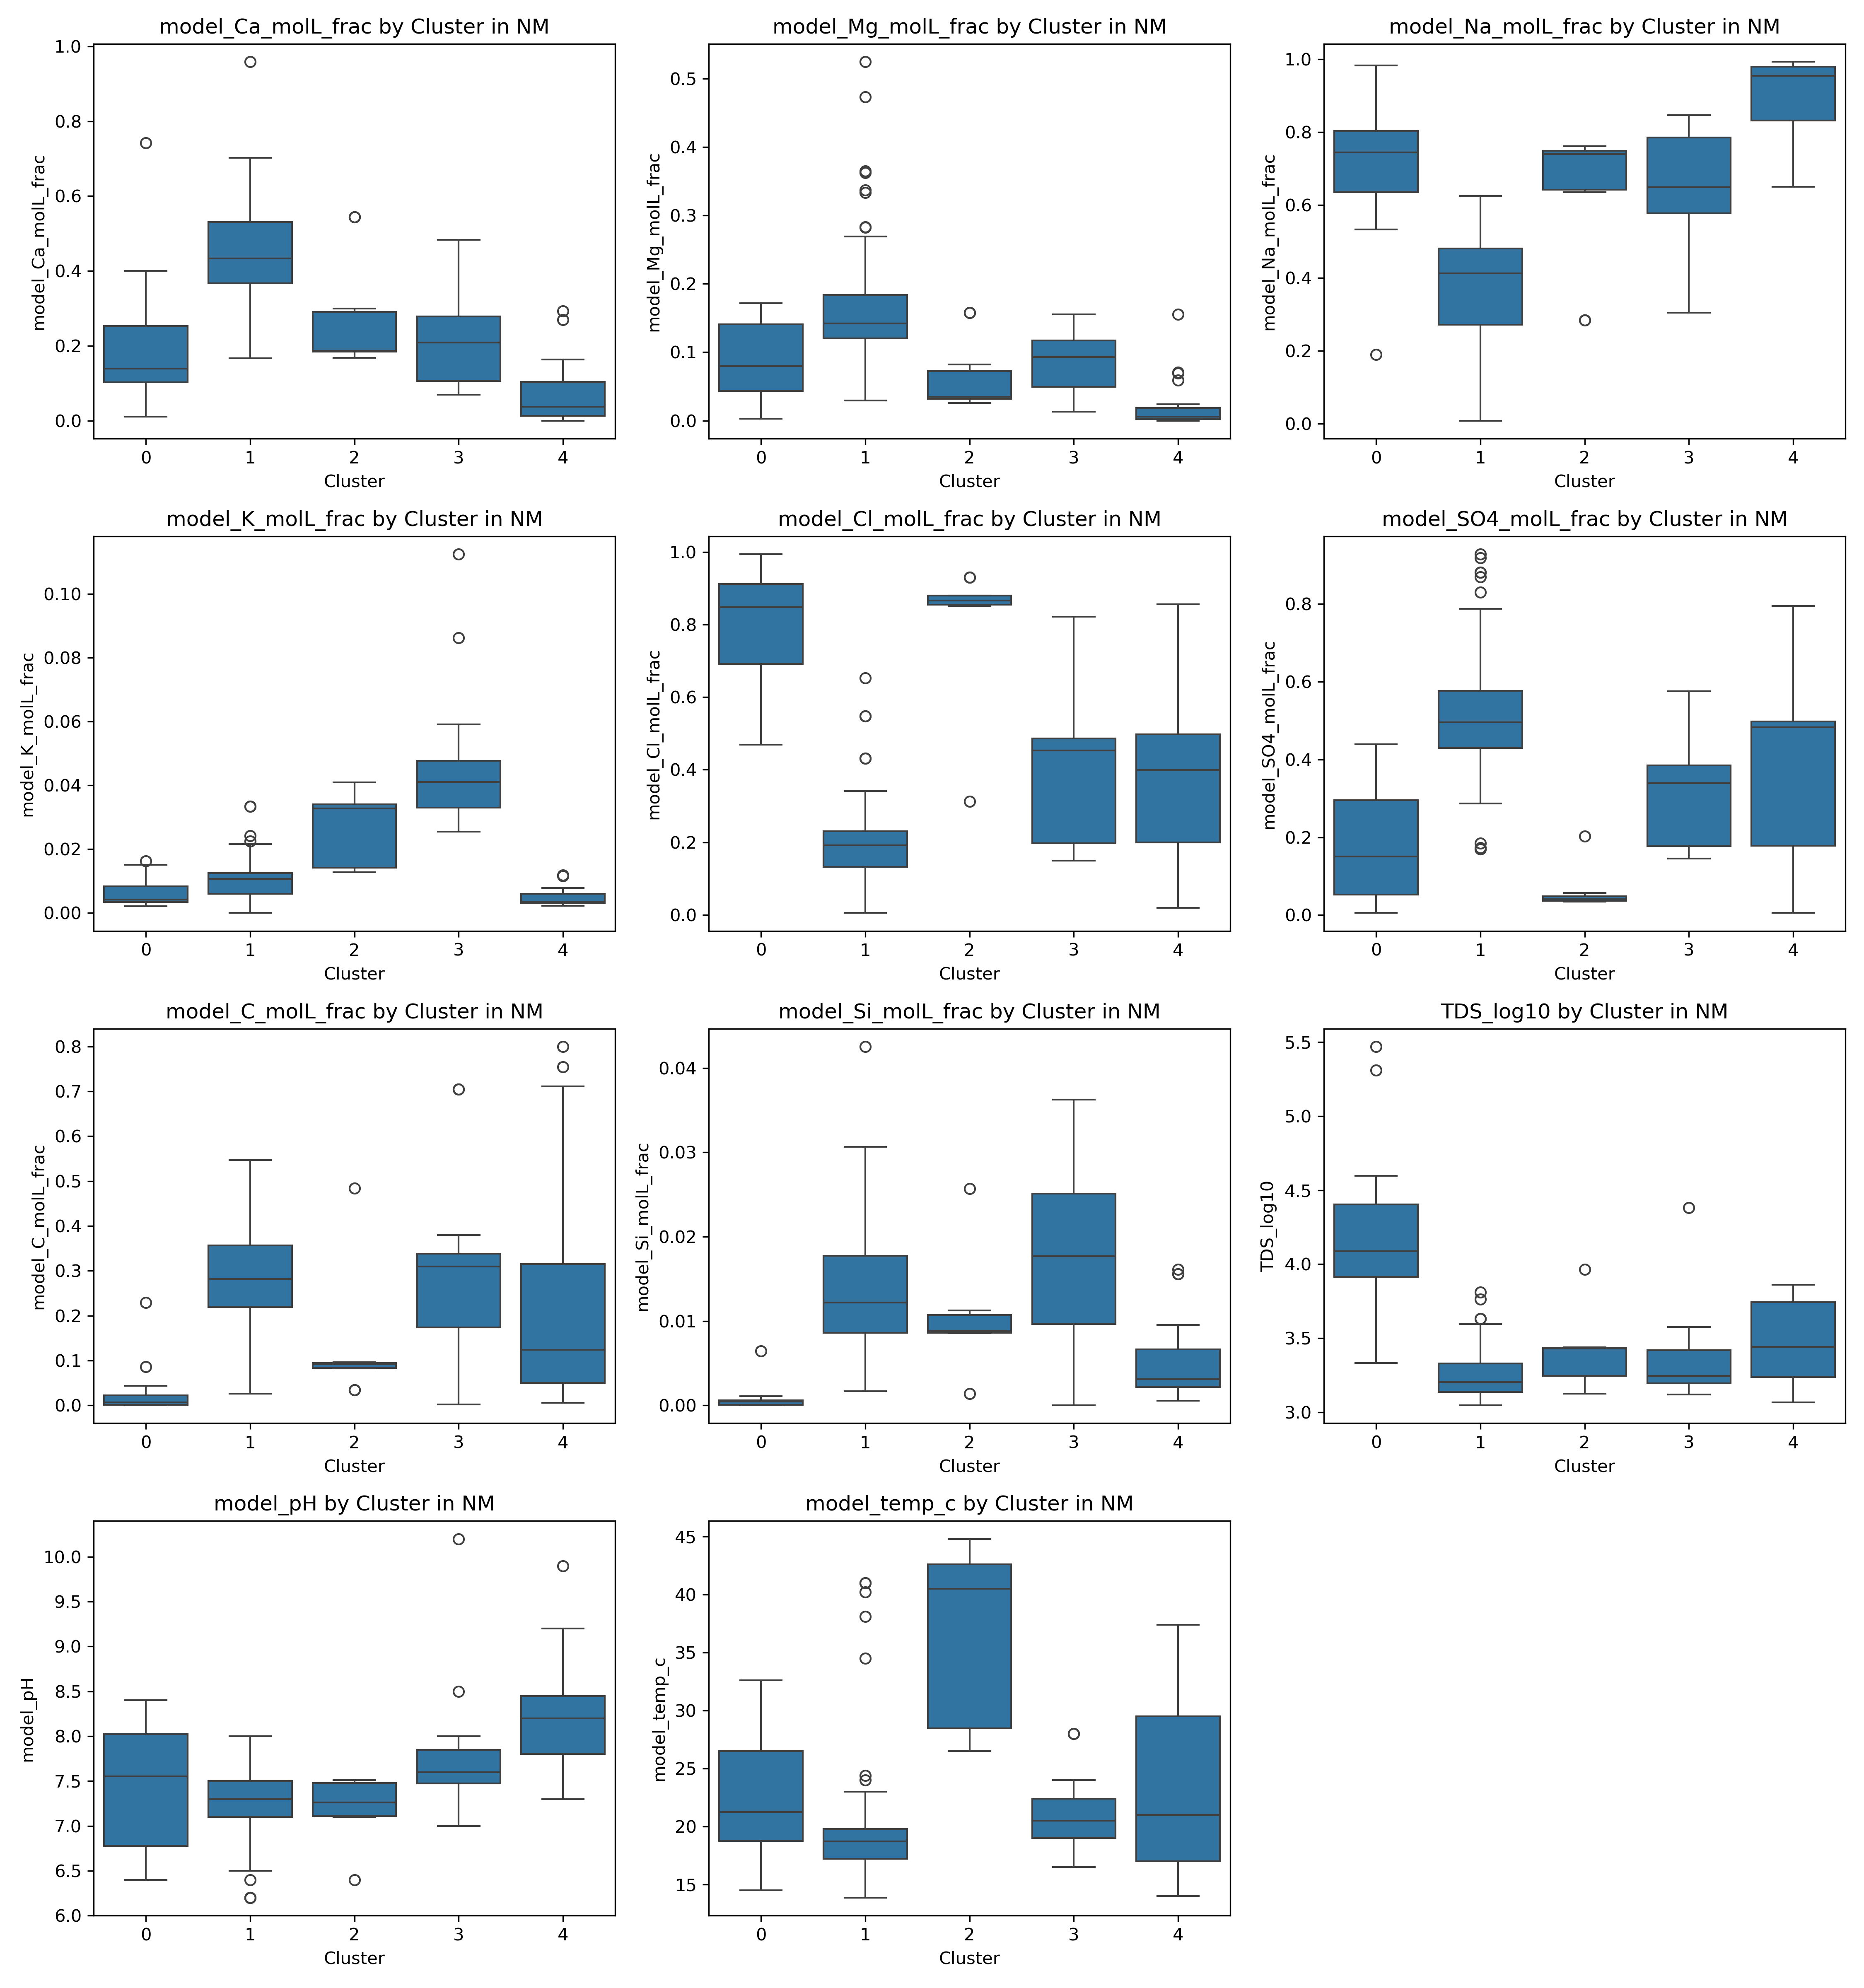 model_Ca_molL_frac by Cluster in NM
model_Ca_molL_frac
1.0
0.8
0.6
0.4
0.2
0.0
0 1 2 3 4
Cluster
model_Mg_molL_frac by Cluster in NM
model_Mg_molL_frac
0.5
0.4
0.3
0.2
0.1
0.0
0 1 2 3 4
Cluster
model_Na_molL_frac by Cluster in NM
model_Na_molL_frac
1.0
0.8
0.6
0.4
0.2
0.0
0 1 2 3 4
Cluster
model_K_molL_frac by Cluster in NM
model_K_molL_frac
0.10
0.08
0.06
0.04
0.02
0.00
0 1 2 3 4
Cluster
model_Cl_molL_frac by Cluster in NM
model_Cl_molL_frac
1.0
0.8
0.6
0.4
0.2
0.0
0 1 2 3 4
Cluster
model_SO4_molL_frac by Cluster in NM
model_SO4_molL_frac
0.8
0.6
0.4
0.2
0.0
0 1 2 3 4
Cluster
model_C_molL_frac by Cluster in NM
model_C_molL_frac
0.8
0.7
0.6
0.5
0.4
0.3
0.2
0.1
0.0
0 1 2 3 4
Cluster
model_Si_molL_frac by Cluster in NM
model_Si_molL_frac
0.04
0.03
0.02
0.01
0.00
0 1 2 3 4
Cluster
TDS_log10 by Cluster in NM
TDS_log10
5.5
5.0
4.5
4.0
3.5
3.0
0 1 2 3 4
Cluster
model_pH by Cluster in NM
model_pH
10.0
9.5
9.0
8.5
8.0
7.5
7.0
6.5
6.0
0 1 2 3 4
Cluster
model_temp_c by Cluster in NM
model_temp_c
45
40
35
30
25
20
15
0 1 2 3 4
Cluster